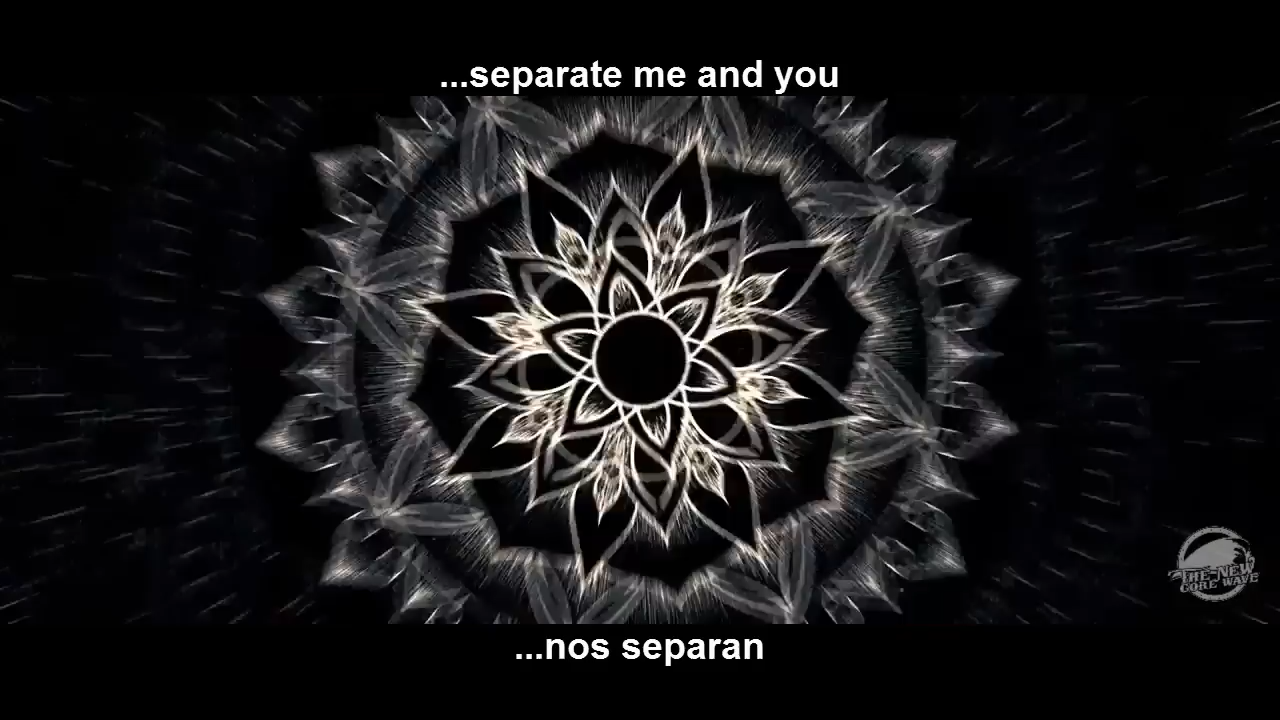 ...separate me and you
THE NEW
CORE WAVE
...nos separan